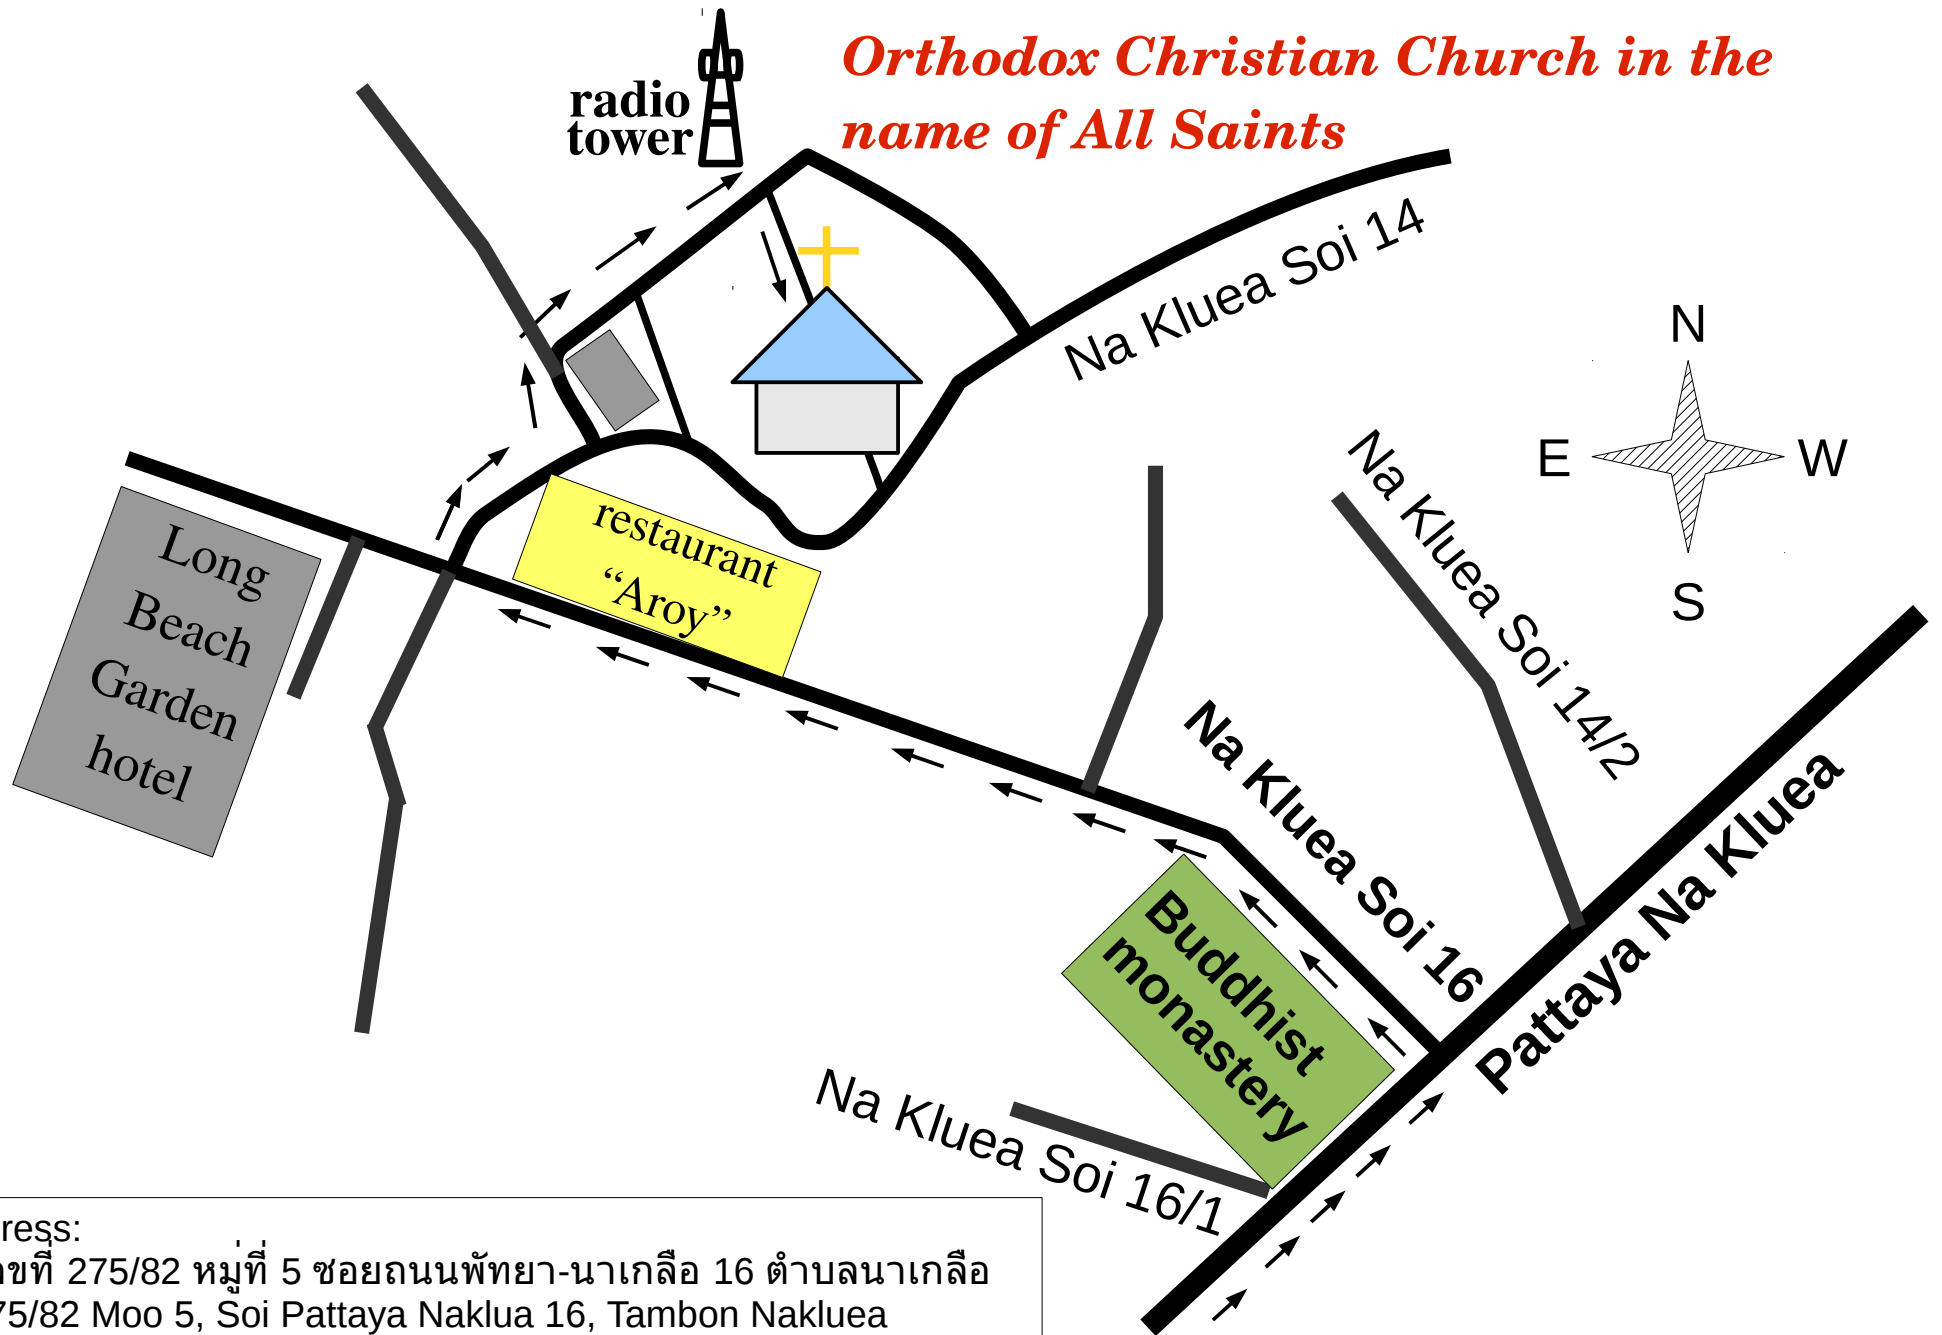 Orthodox Christian Church in the
name of All Saints
radio
tower
Na Kluea Soi 14
N
E
W
S
Na Kluea Soi 14/2
restaurant
“Aroy”
Long
Beach
Garden
hotel
Na Kluea Soi 16
Pattaya Na Kluea
Buddhist
monastery
Na Kluea Soi 16/1
ress:
ขที่ 275/82 หมู่ที่ 5 ซอยถนนพัทยา-นาเกลือ 16 ตำบลนาเกลือ
75/82 Moo 5, Soi Pattaya Naklua 16, Tambon Nakluea